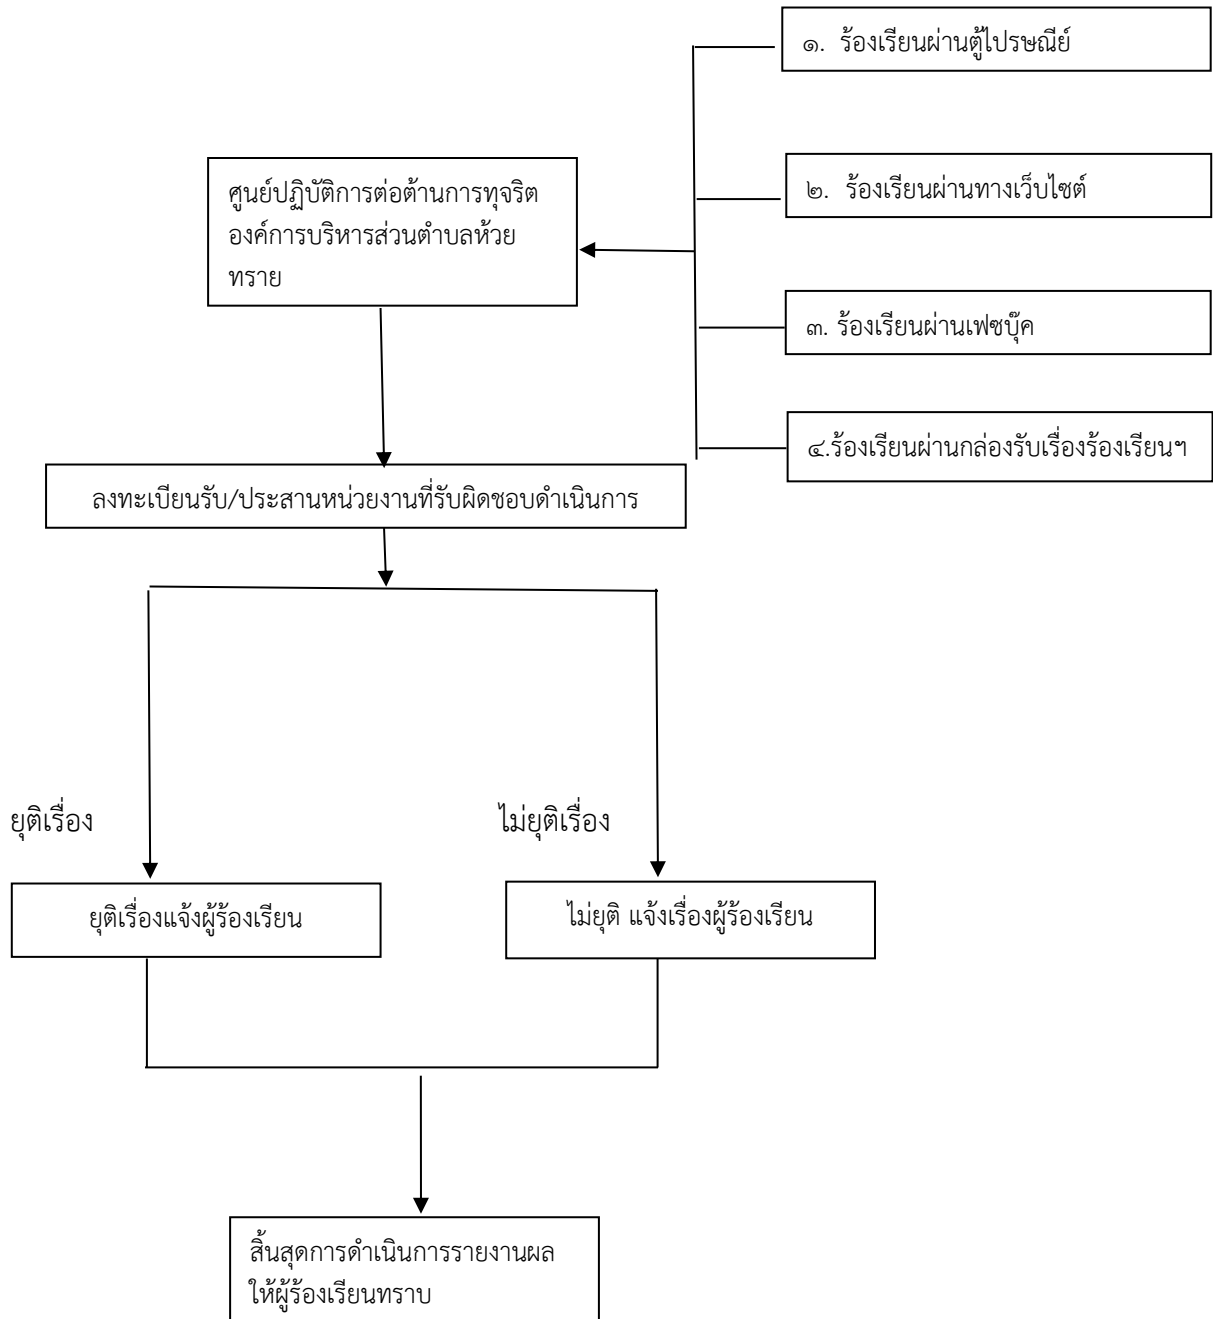 ๑. ร้องเรียนผ่านตู้ไปรษณีย์
๒. ร้องเรียนผ่านทางเว็บไซต์
๓. ร้องเรียนผ่านเฟซบุ๊ค
๔.ร้องเรียนผ่านกล่องรับเรื่องร้องเรียนฯ
ศูนย์ปฏิบัติการต่อต้านการทุจริต
องค์การบริหารส่วนตำบลห้วย
ทราย
ลงทะเบียนรับ/ประสานหน่วยงานที่รับผิดชอบดำเนินการ
ยุติเรื่อง
ไม่ยุติเรื่อง
ยุติเรื่องแจ้งผู้ร้องเรียน
ไม่ยุติ แจ้งเรื่องผู้ร้องเรียน
สิ้นสุดการดำเนินการรายงานผล
ให้ผู้ร้องเรียนทราบ